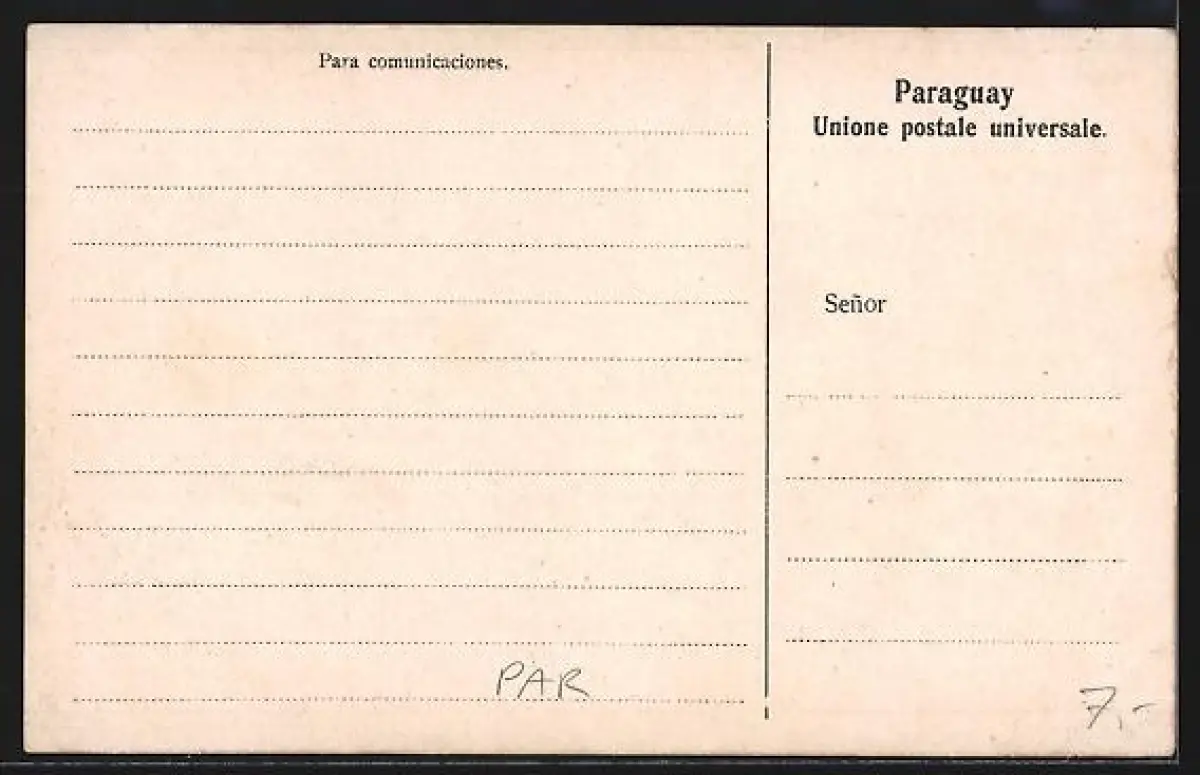 Para comunicaciones.
PAR
Paraguay
Unione postale universale.
Señor
7,-